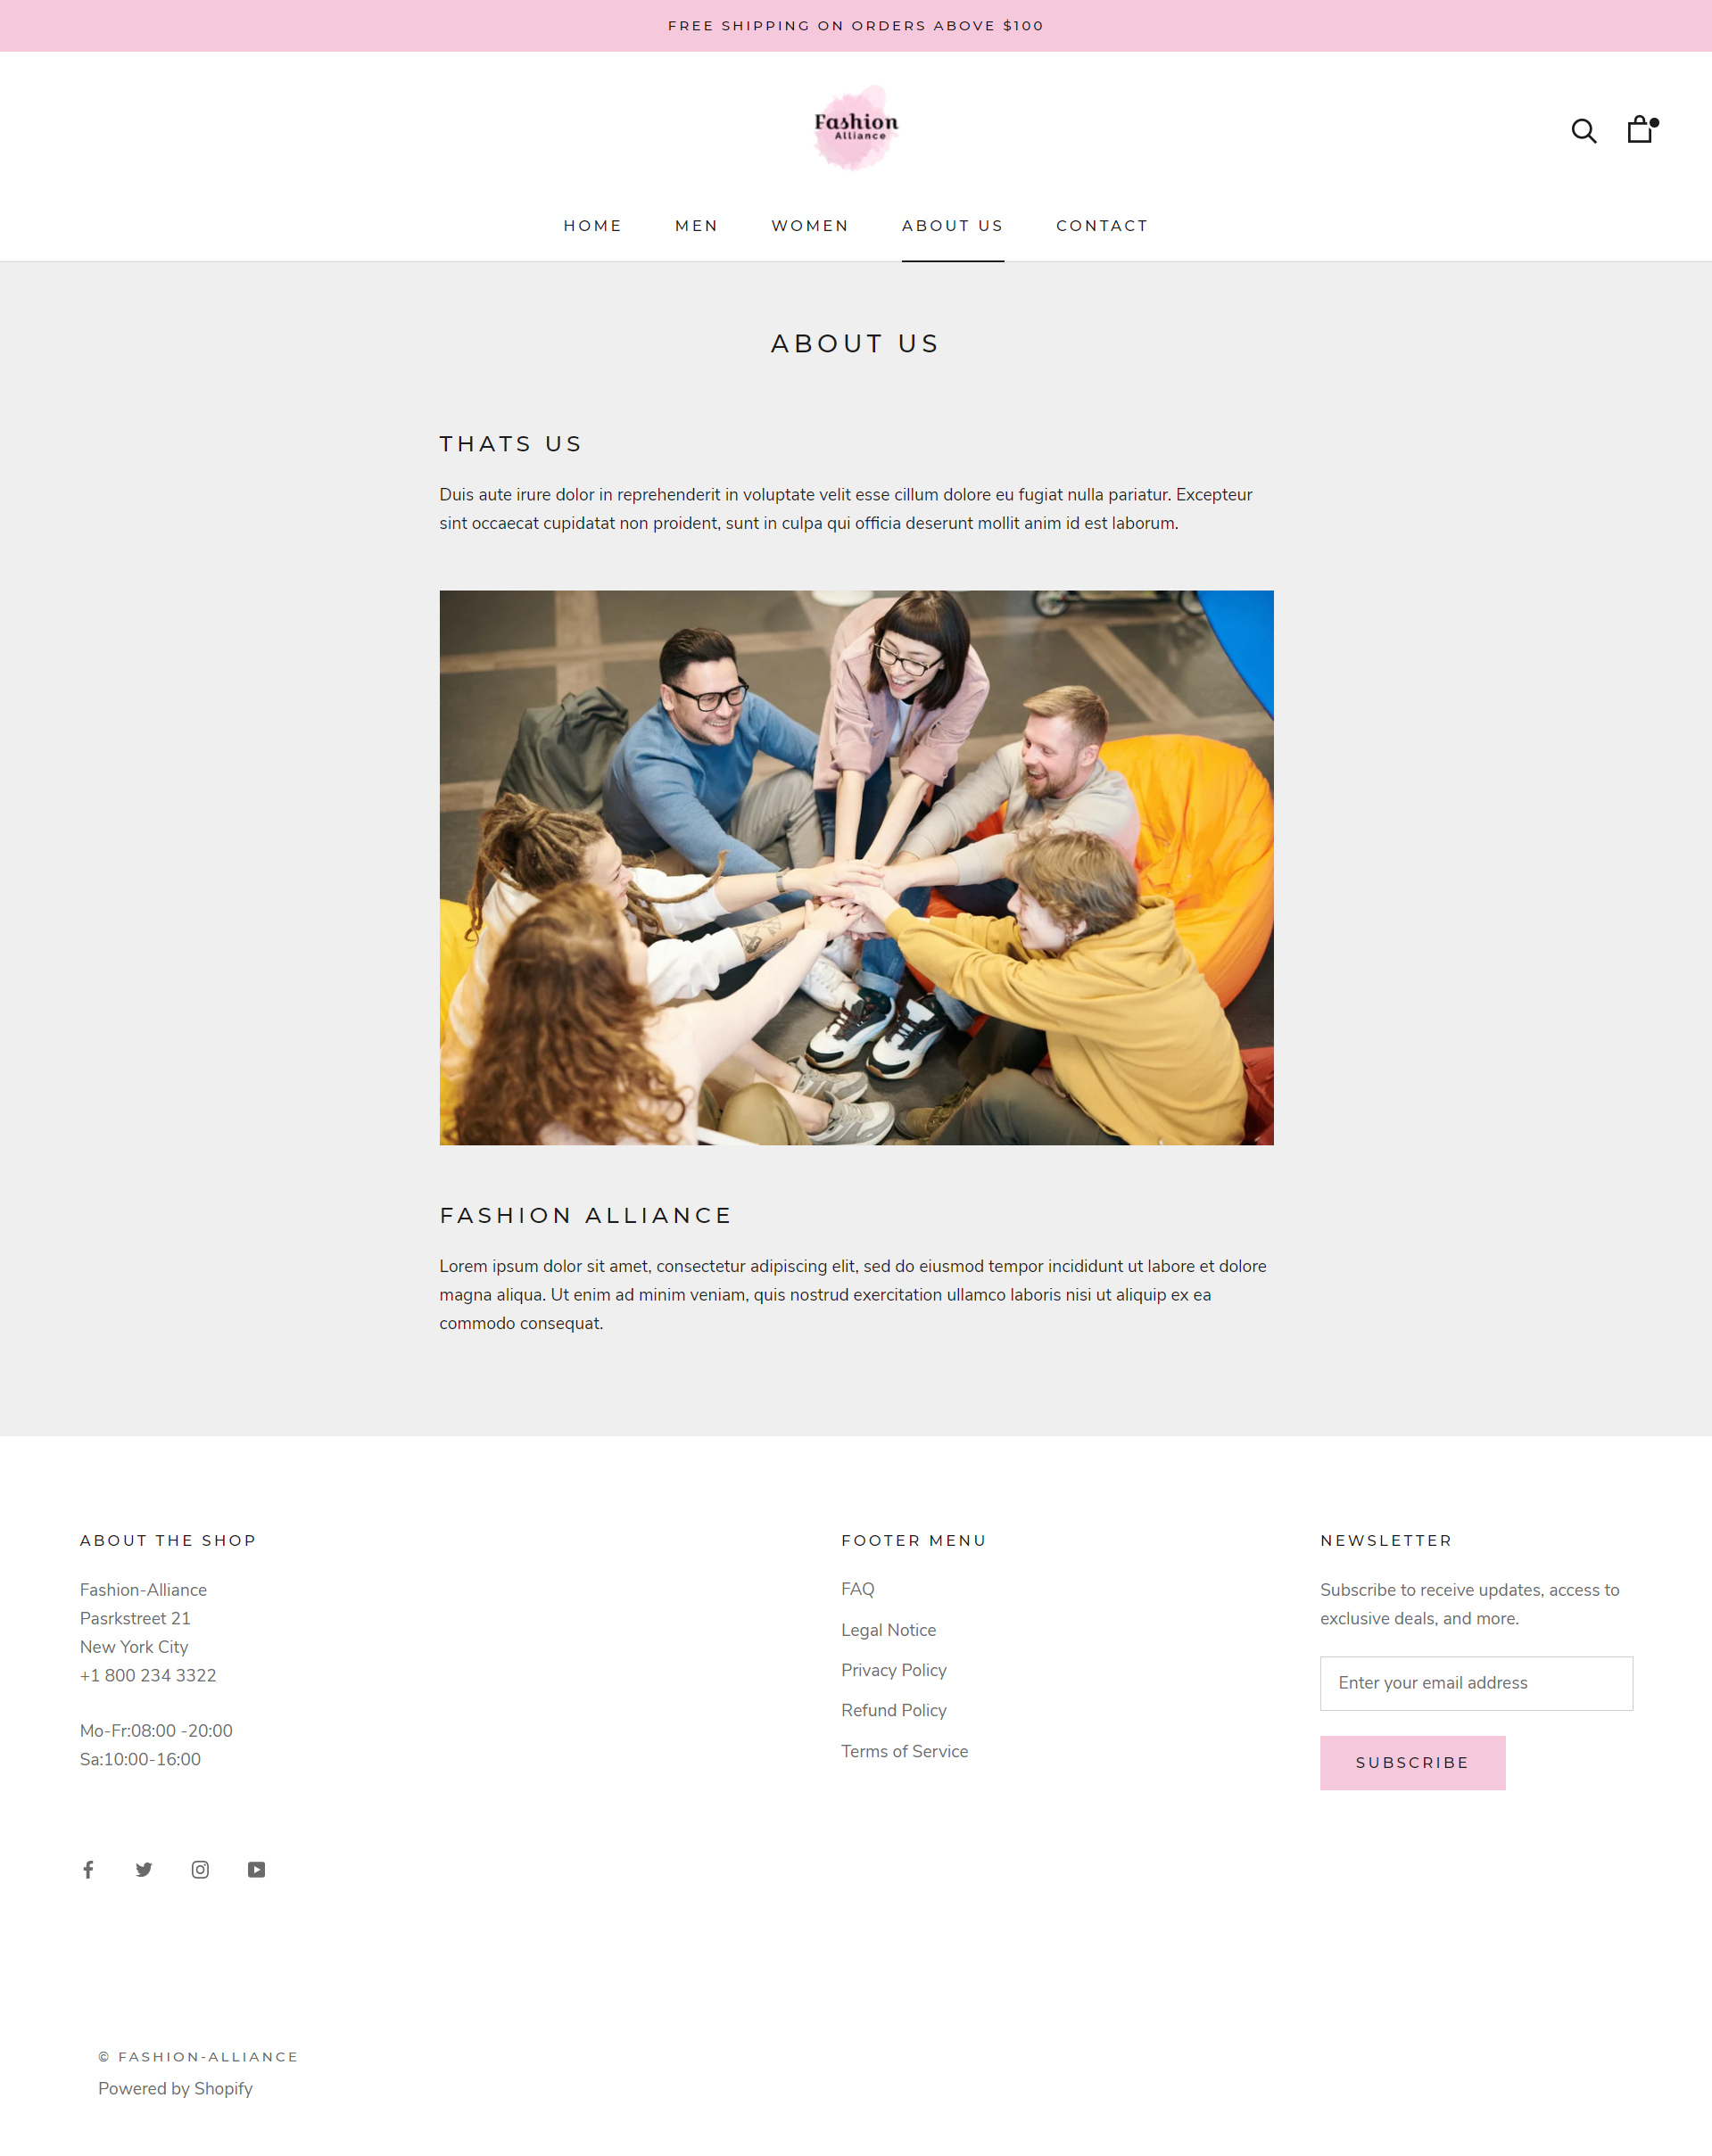 FREE SHIPPING ON ORDERS ABOVE $100
Fashion
Alliance
HOME MEN WOMEN ABOUT US CONTACT
ABOUT US
THATS US
Duis aute irure dolor in reprehenderit in voluptate velit esse cillum dolore eu fugiat nulla pariatur. Excepteur
sint occaecat cupidatat non proident, sunt in culpa qui officia deserunt mollit anim id est laborum.
FASHION ALLIANCE
Lorem ipsum dolor sit amet, consectetur adipiscing elit, sed do eiusmod tempor incididunt ut labore et dolore
magna aliqua. Ut enim ad minim veniam, quis nostrud exercitation ullamco laboris nisi ut aliquip ex ea
commodo consequat.
ABOUT THE SHOP
Fashion-Alliance
Pasrkstreet 21
New York City
+1 800 234 3322
Mo-Fr:08:00 -20:00
Sa:10:00-16:00
FOOTER MENU
FAQ
Legal Notice
Privacy Policy
Refund Policy
Terms of Service
NEWSLETTER
Subscribe to receive updates, access to
exclusive deals, and more.
Enter your email address
SUBSCRIBE
© FASHION-ALLIANCE
Powered by Shopify